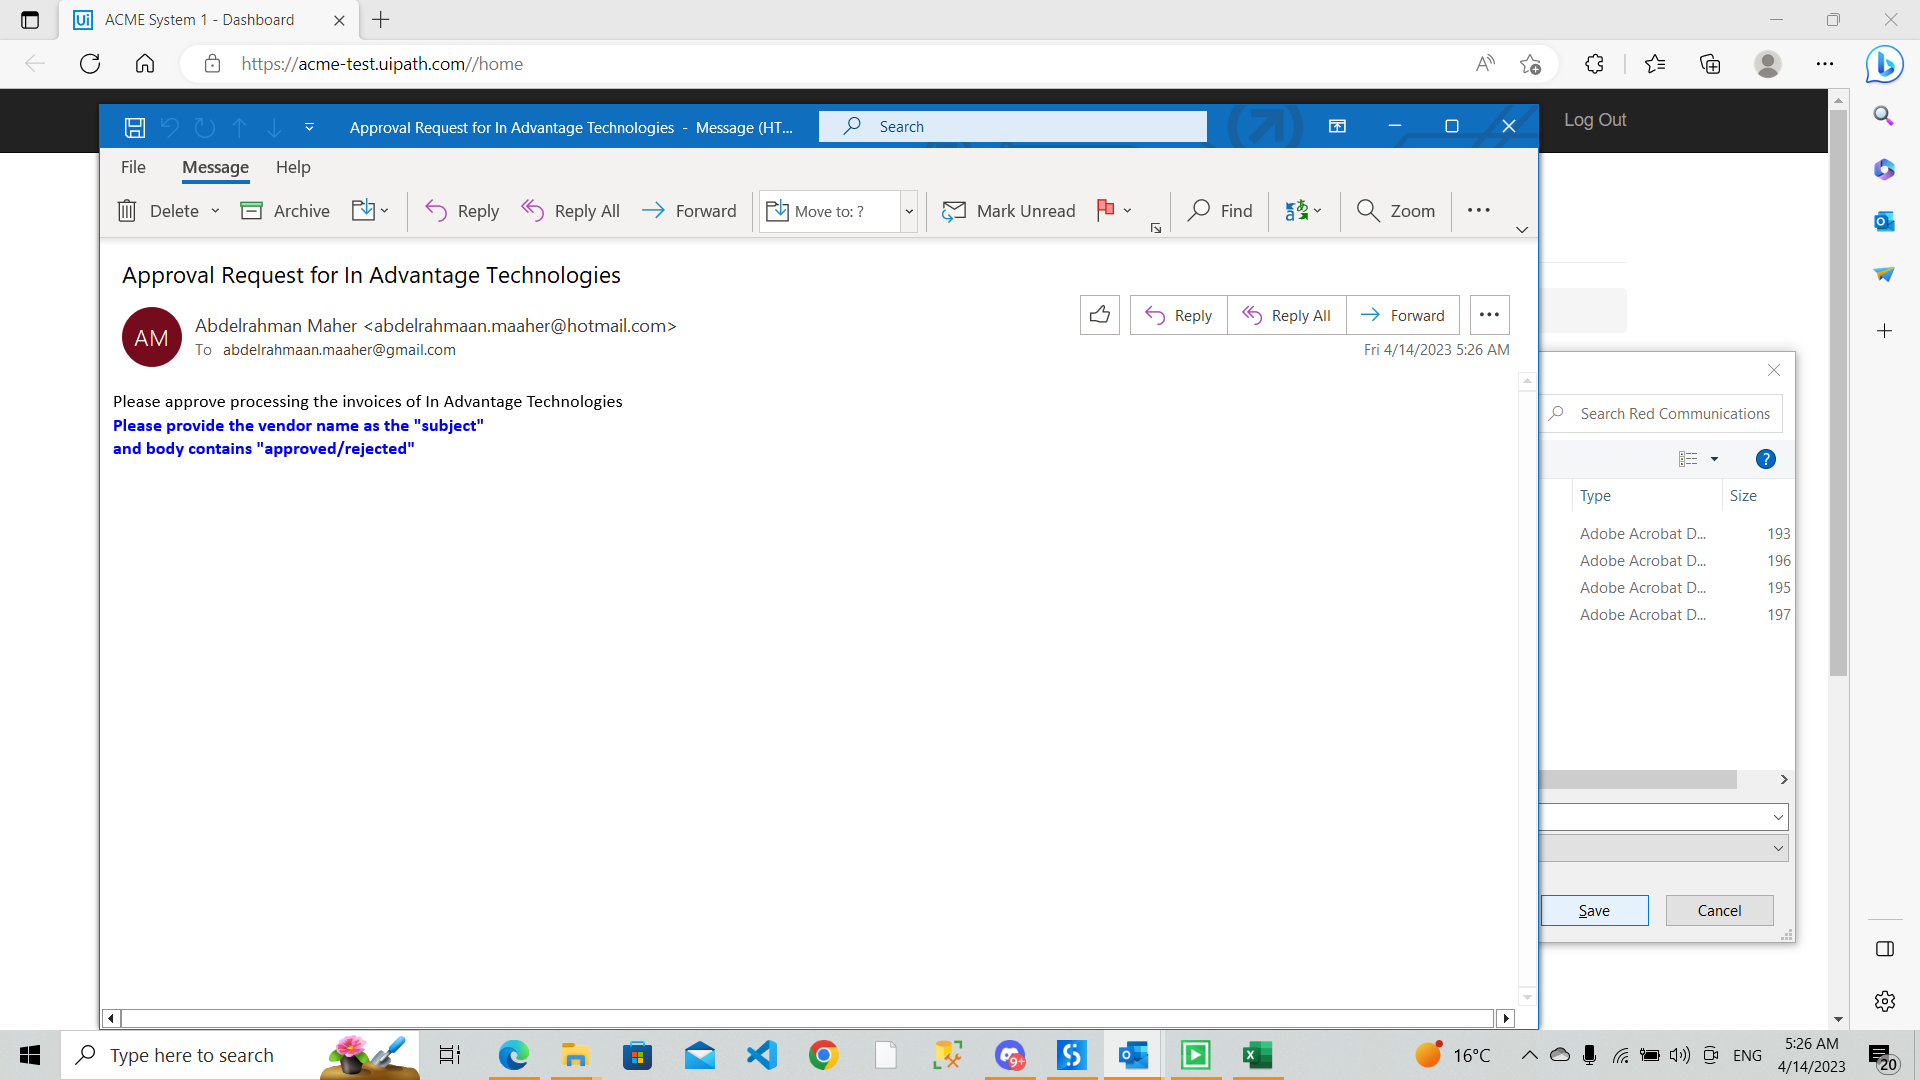 ACME System 1 - Dashboard
https://acme-test.uipath.com//home
Log Out
Approval Request for In Advantage Technologies - Message (HT...
Search
File
Message
Help
Delete
Archive
Reply
Reply All
Forward
Move to: ?
Mark Unread
Find
Zoom
Approval Request for In Advantage Technologies
AM
Abdelrahman Maher <abdelrahmaan.maaher@hotmail.com>
To abdelrahmaan.maaher@gmail.com
Reply
Reply All
Forward
Fri 4/14/2023 5:26 AM
Please approve processing the invoices of In Advantage Technologies
Please provide the vendor name as the "subject"
and body contains "approved/rejected"
Search Red Communications
Type
Size
Adobe Acrobat D... 193
Adobe Acrobat D... 196
Adobe Acrobat D... 195
Adobe Acrobat D... 197
Save
Cancel
Type here to search
9+
16°C
ENG
5:26 AM
4/14/2023
20